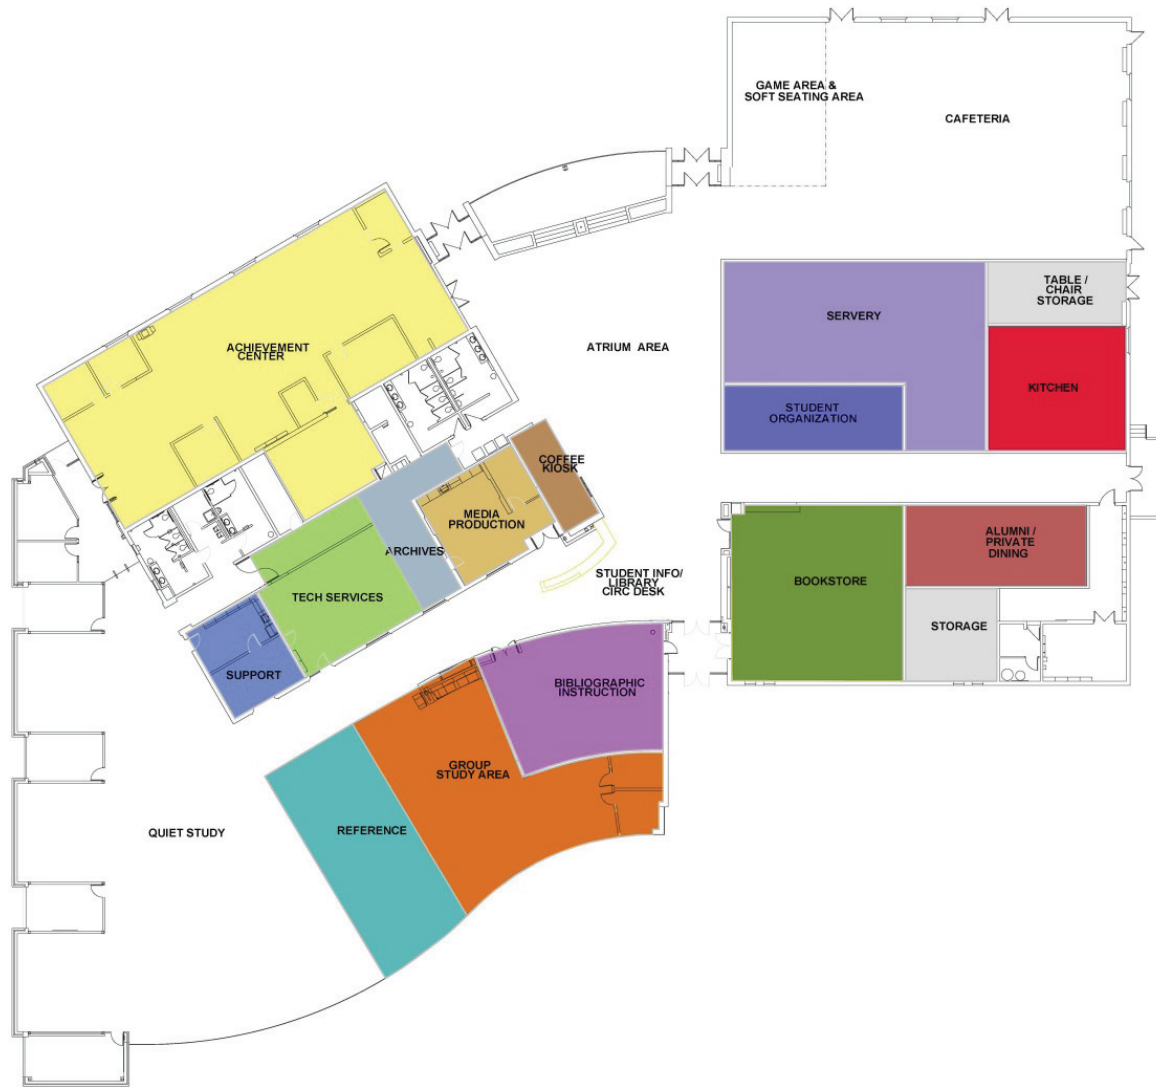 GAME AREA &
SOFT SEATING AREA
CAFETERIA
TABLE /
CHAIR
STORAGE
SERVERY
ACHIEVEMENT
CENTER
ATRIUM AREA
KITCHEN
STUDENT
ORGANIZATION
COFFEE
KIOSK
MEDIA
PRODUCTION
ALUMNI /
PRIVATE
DINING
ARCHIVES
STUDENT INFO/
LIBRARY
CIRC DESK
BOOKSTORE
TECH SERVICES
STORAGE
SUPPORT
BIBLIOGRAPHIC
INSTRUCTION
GROUP
STUDY AREA
QUIET STUDY
REFERENCE